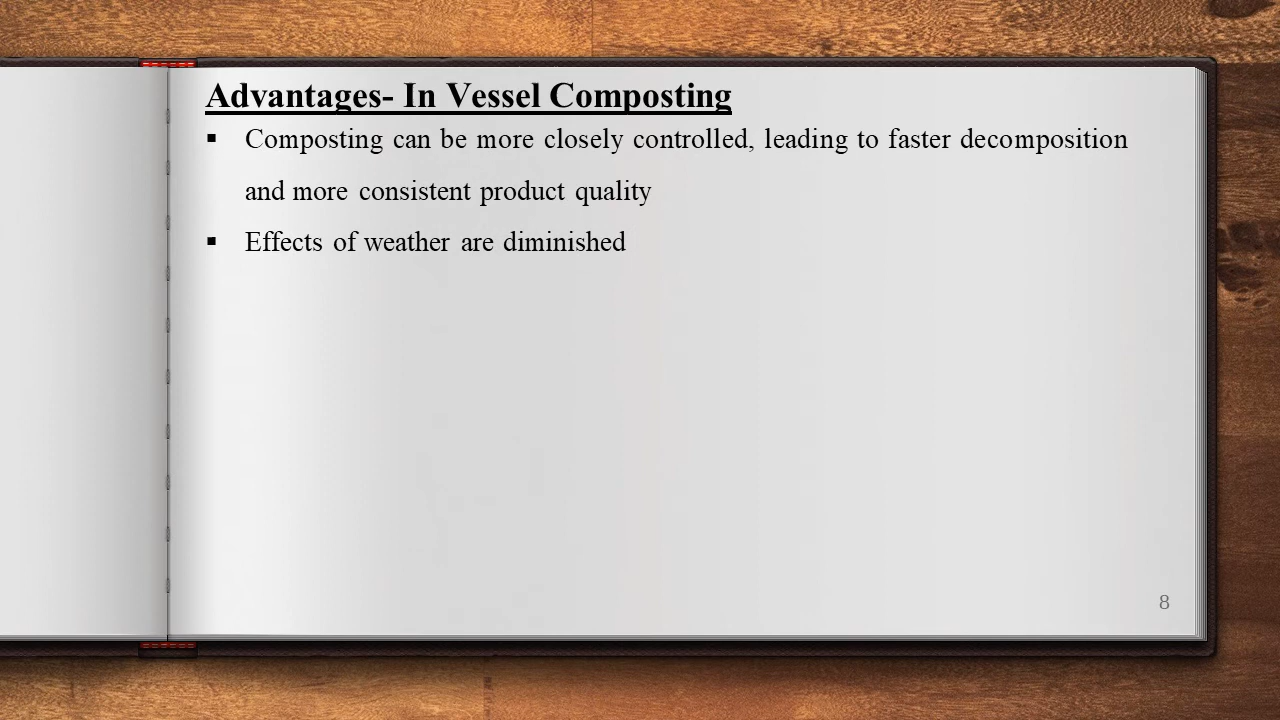 Advantages- In Vessel Composting
▪ Composting can be more closely controlled, leading to faster decomposition
and more consistent product quality
▪ Effects of weather are diminished
8